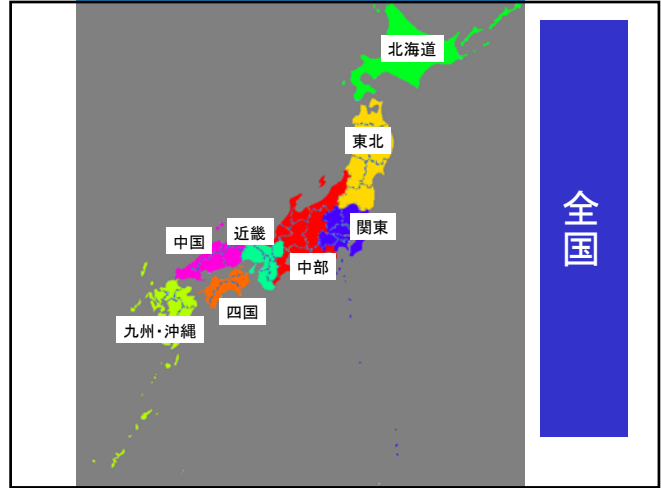 北海道
東北
関東
中部
近畿
中国
四国
九州・沖縄
全国